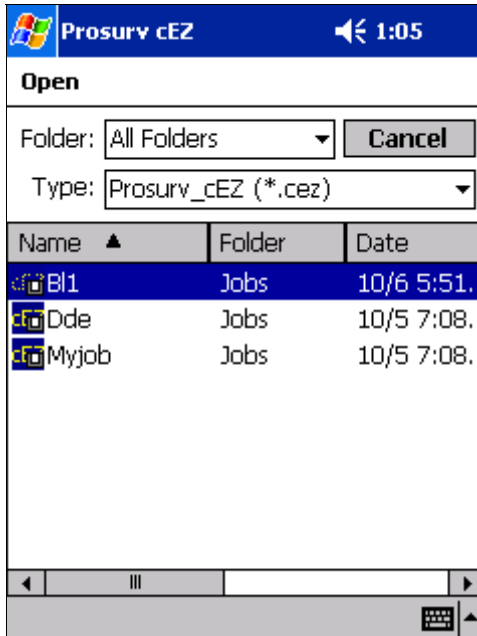 Prosurv cEZ 1:05
Open
Folder: All Folders Cancel
Type: Prosurv_cEZ (*.cez)
Name Folder Date
Bl1 Jobs 10/6 5:51.
Dde Jobs 10/5 7:08.
Myjob Jobs 10/5 7:08.